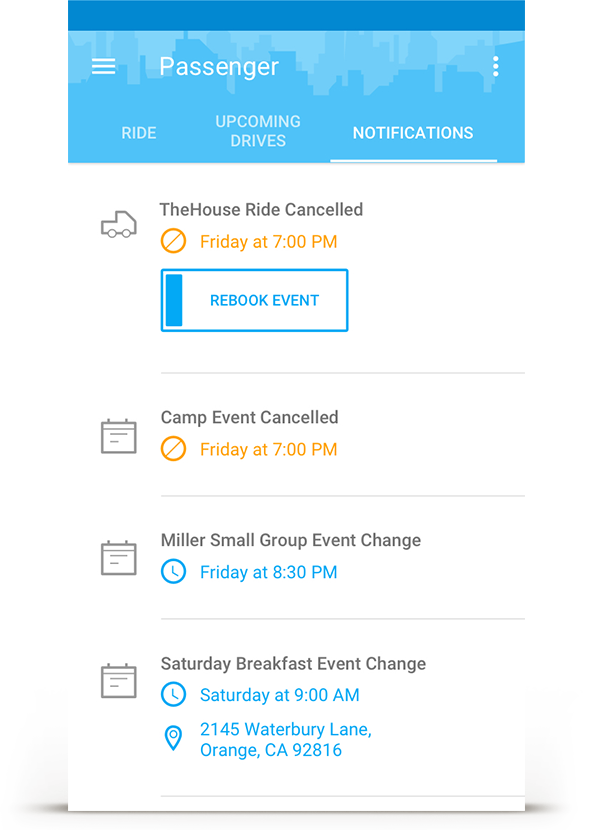 Passenger
RIDE
UPCOMING
DRIVES
NOTIFICATIONS
TheHouse Ride Cancelled
Friday at 7:00 PM
REBOOK EVENT
Camp Event Cancelled
Friday at 7:00 PM
Miller Small Group Event Change
Friday at 8:30 PM
Saturday Breakfast Event Change
Saturday at 9:00 AM
2145 Waterbury Lane,
Orange, CA 92816